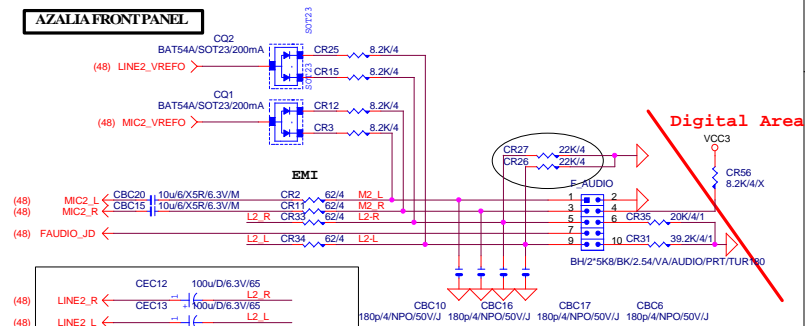 AZALIA FRONT PANEL
SOT23
CQ2
BAT54A/SOT23/200mA
CR25 8.2K/4
(48) LINE2_VREFO
CR15 8.2K/4
SOT23
CQ1
BAT54A/SOT23/200mA
CR12 8.2K/4
(48) MIC2_VREFO
CR3 8.2K/4
Digital Area
VCC3
CR27 22K/4
CR26 22K/4
CR56
8.2K/4/X
EMI
F_AUDIO
(48) MIC2_L CBC20 10u/6/X5R/6.3V/M CR2 62/4 M2_L 1 2
(48) MIC2_R CBC15 10u/6/X5R/6.3V/M CR11 62/4 M2_R 3 4
L2_R CR33 62/4 L2-R 5 6 CR35 20K/4/1
(48) FAUDIO_JD 7
L2_L CR34 62/4 L2-L 9 10 CR31 39.2K/4/1
BH/2*5K8/BK/2.54/VA/AUDIO/PRT/TUR180
CEC12 100u/D/6.3V/65
(48) LINE2_R 1 L2_R
CEC13 100u/D/6.3V/65
(48) LINE2_L 1 L2_L
CBC10 CBC16 CBC17 CBC6
180p/4/NPO/50V/J 180p/4/NPO/50V/J 180p/4/NPO/50V/J 180p/4/NPO/50V/J